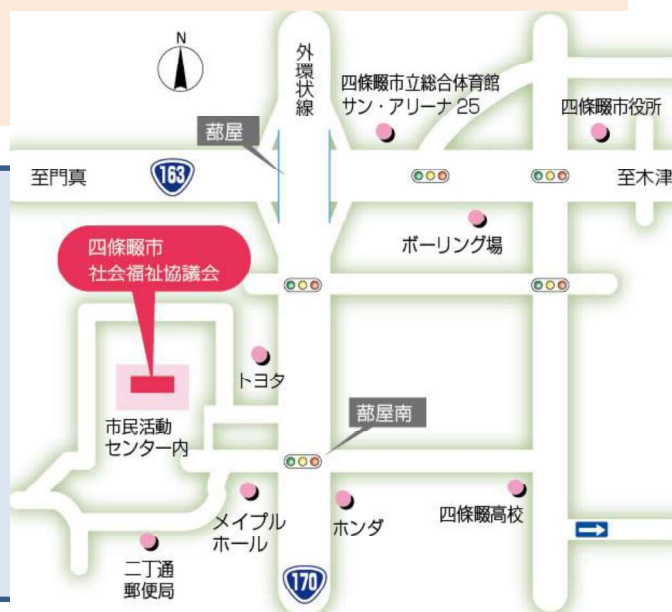 N
外環状線
四條畷市立総合体育館
サン・アリーナ 25
四條畷市役所
蔀屋
至門真
163
至木津
ボーリング場
四條畷市
社会福祉協議会
トヨタ
市民活動
センター内
蔀屋南
メイプル
ホール
ホンダ
四條畷高校
二丁通
郵便局
170